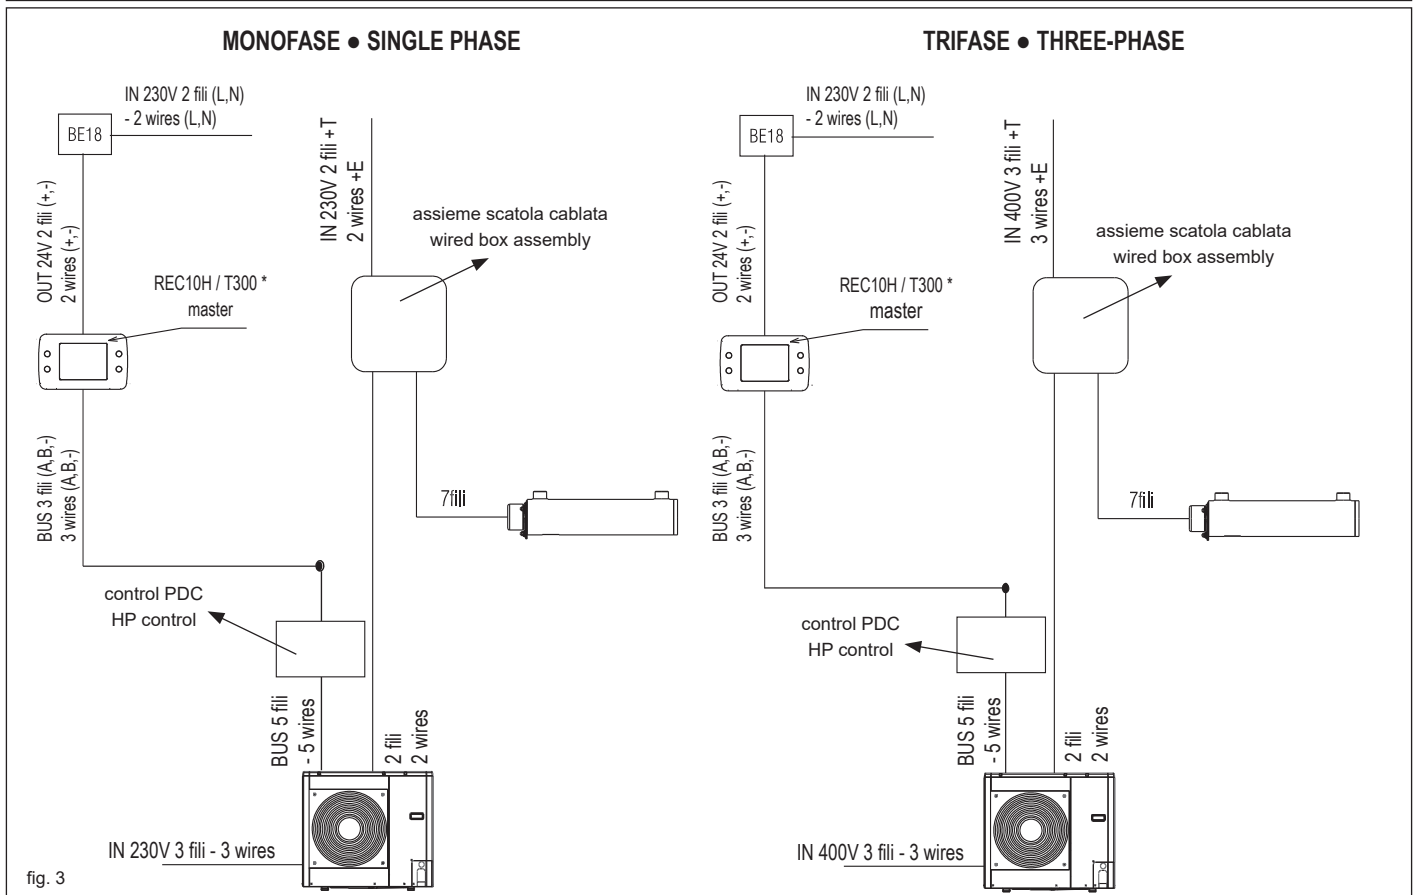 MONOFASE ● SINGLE PHASE
IN 230V 2 fili (L,N)
- 2 wires (L,N)
BE18
OUT 24V 2 fili (+,-)
2 wires (+,-)
IN 230V 2 fili +T
2 wires +E
assieme scatola cablata
wired box assembly
REC10H / T300 *
master
BUS 3 fili (A,B,-)
3 wires (A,B,-)
7fili
control PDC
HP control
BUS 5 fili
- 5 wires
2 fili
2 wires
IN 230V 3 fili - 3 wires
fig. 3
TRIFASE ● THREE-PHASE
IN 230V 2 fili (L,N)
- 2 wires (L,N)
BE18
OUT 24V 2 fili (+,-)
2 wires (+,-)
IN 400V 3 fili +T
3 wires +E
assieme scatola cablata
wired box assembly
REC10H / T300 *
master
BUS 3 fili (A,B,-)
3 wires (A,B,-)
7fili
control PDC
HP control
BUS 5 fili
- 5 wires
2 fili
2 wires
IN 400V 3 fili - 3 wires